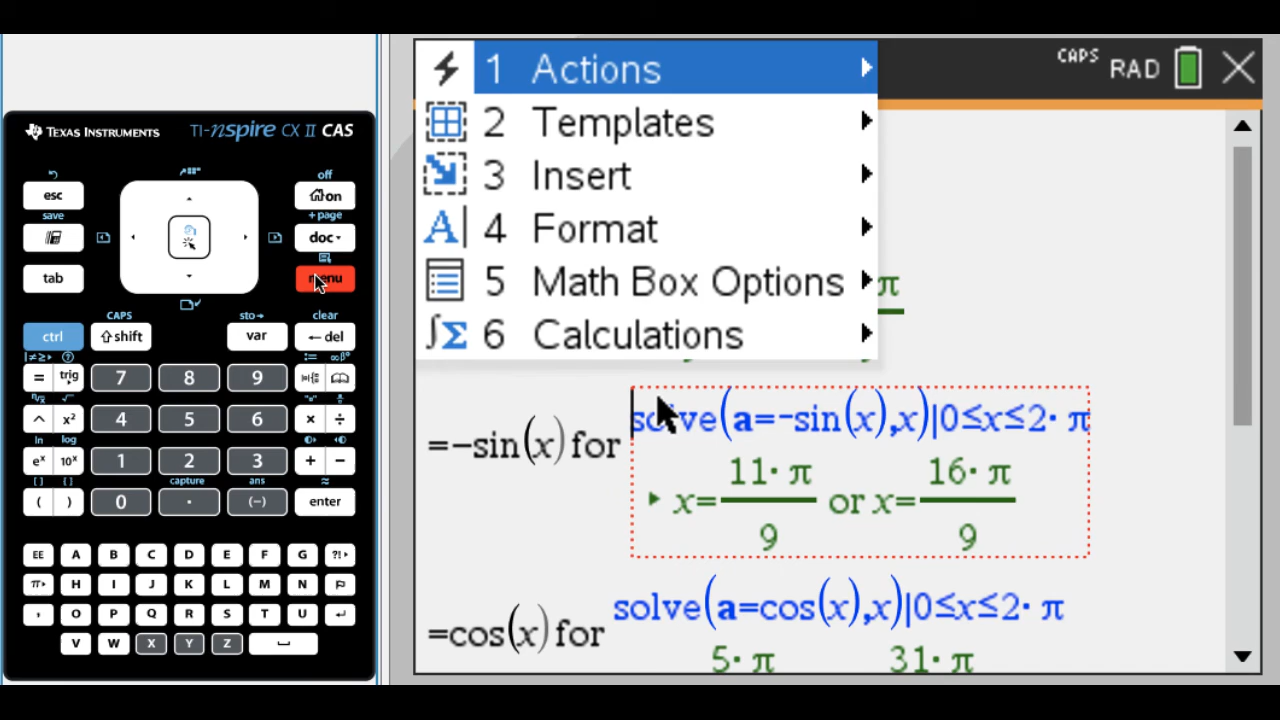 TEXAS INSTRUMENTS TI-nspire CX II CAS
off
esc
on
save
+ page
doc
tab
menu
CAPS sto→ clear
ctrl shift var ← del
|≠≥▸ := ∞β°
= trig 7 8 9
^ x² 4 5 6 × ÷
ln log
eˣ 10ˣ 1 2 3 + −
[ ] { } capture ans ≈
( ) 0 . (−) enter
EE A B C D E F G ?!▸
π▸ H I J K L M N
, O P Q R S T U
V W X Y Z
1 Actions
2 Templates
3 Insert
4 Format
5 Math Box Options
6 Calculations
CAPS RAD
π
=−sin(x) for solve(a=−sin(x),x)|0≤x≤2·π
▸ x=11·π/9 or x=16·π/9
=cos(x) for solve(a=cos(x),x)|0≤x≤2·π
5·π 31·π